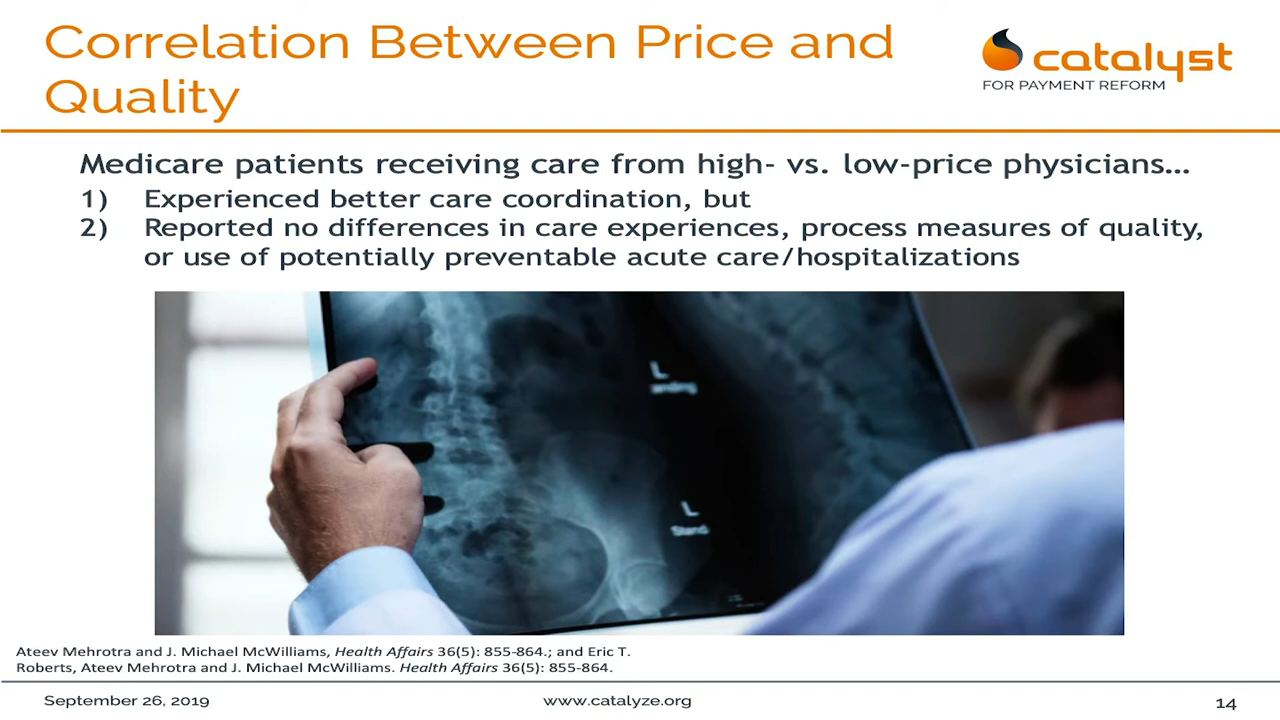 Correlation Between Price and
Quality
catalyst
FOR PAYMENT REFORM
Medicare patients receiving care from high- vs. low-price physicians...
1) Experienced better care coordination, but
2) Reported no differences in care experiences, process measures of quality,
or use of potentially preventable acute care/hospitalizations
L
L
Stand
Ateev Mehrotra and J. Michael McWilliams, Health Affairs 36(5): 855-864.; and Eric T.
Roberts, Ateev Mehrotra and J. Michael McWilliams. Health Affairs 36(5): 855-864.
September 26, 2019
www.catalyze.org
14